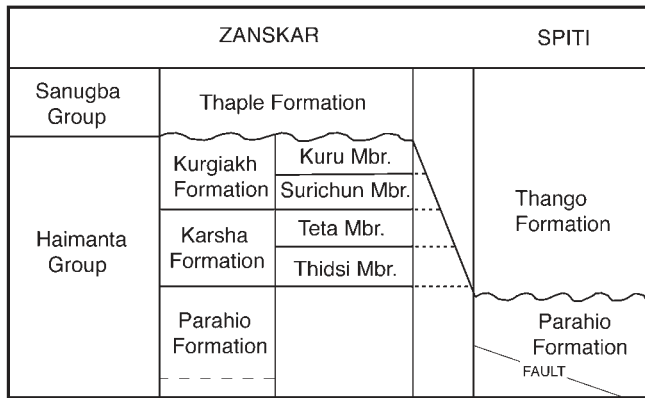 ZANSKAR
SPITI
Sanugba
Group
Thaple Formation
Haimanta
Group
Kurgiakh
Formation
Kuru Mbr.
Surichun Mbr.
Karsha
Formation
Teta Mbr.
Thidsi Mbr.
Parahio
Formation
Thango
Formation
Parahio
Formation
FAULT